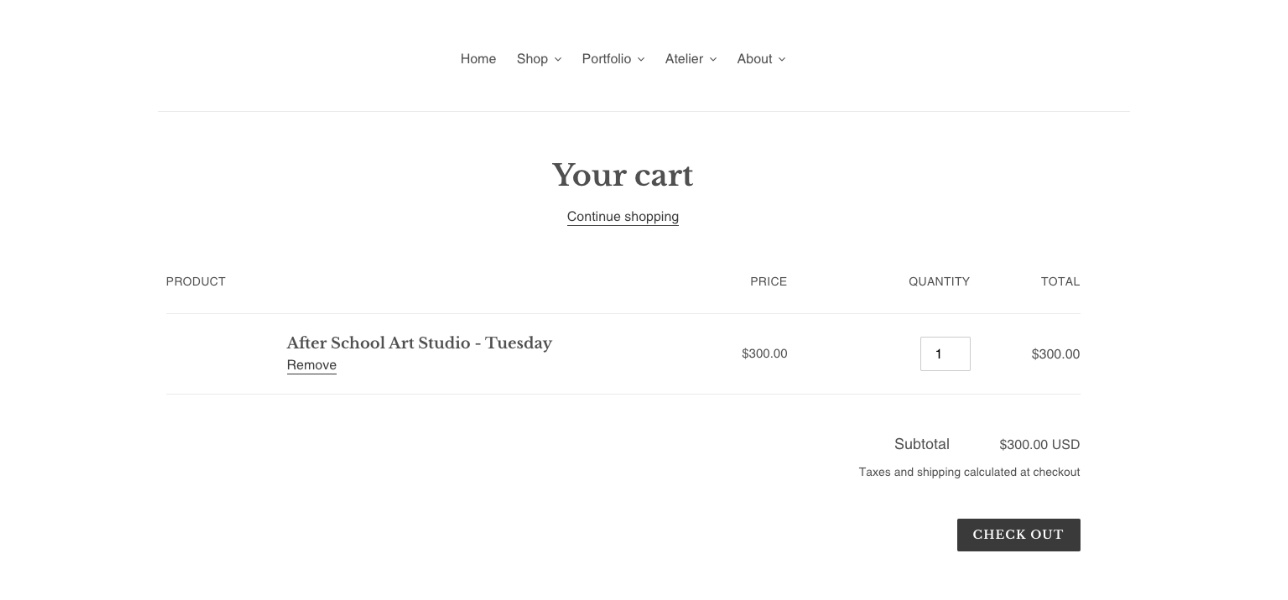 Home Shop Portfolio Atelier About
Your cart
Continue shopping
PRODUCT PRICE QUANTITY TOTAL
After School Art Studio - Tuesday
Remove
$300.00 1 $300.00
Subtotal $300.00 USD
Taxes and shipping calculated at checkout
CHECK OUT